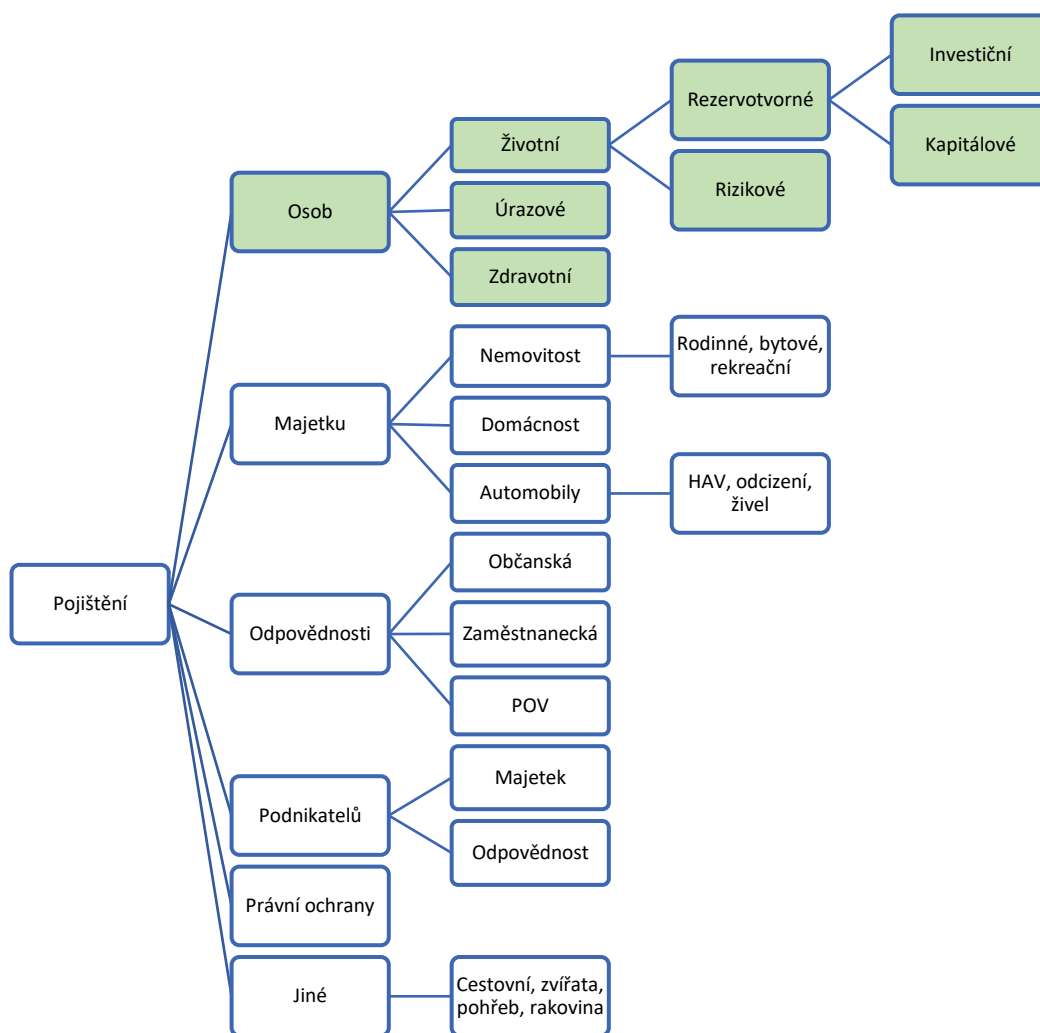 Investiční
Rezervotvorné
Kapitálové
Životní
Rizikové
Osob
Úrazové
Zdravotní
Nemovitost
Rodinné, bytové,
rekreační
Majetku
Domácnost
Automobily
HAV, odcizení,
živel
Pojištění
Občanská
Odpovědnosti
Zaměstnanecká
POV
Majetek
Podnikatelů
Odpovědnost
Právní ochrany
Jiné
Cestovní, zvířata,
pohřeb, rakovina